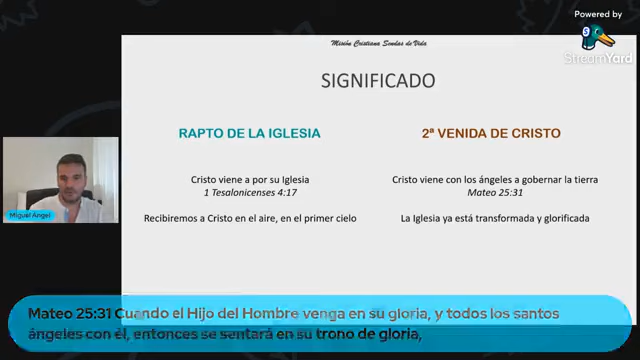 Powered by
StreamYard
Misión Cristiana Sendas de Vida
SIGNIFICADO
RAPTO DE LA IGLESIA
2ª VENIDA DE CRISTO
Cristo viene a por su Iglesia
1 Tesalonicenses 4:17
Cristo viene con los ángeles a gobernar la tierra
Mateo 25:31
Recibiremos a Cristo en el aire, en el primer cielo
La Iglesia ya está transformada y glorificada
Miguel Ángel
Mateo 25:31 Cuando el Hijo del Hombre venga en su gloria, y todos los santos
ángeles con él, entonces se sentará en su trono de gloria,